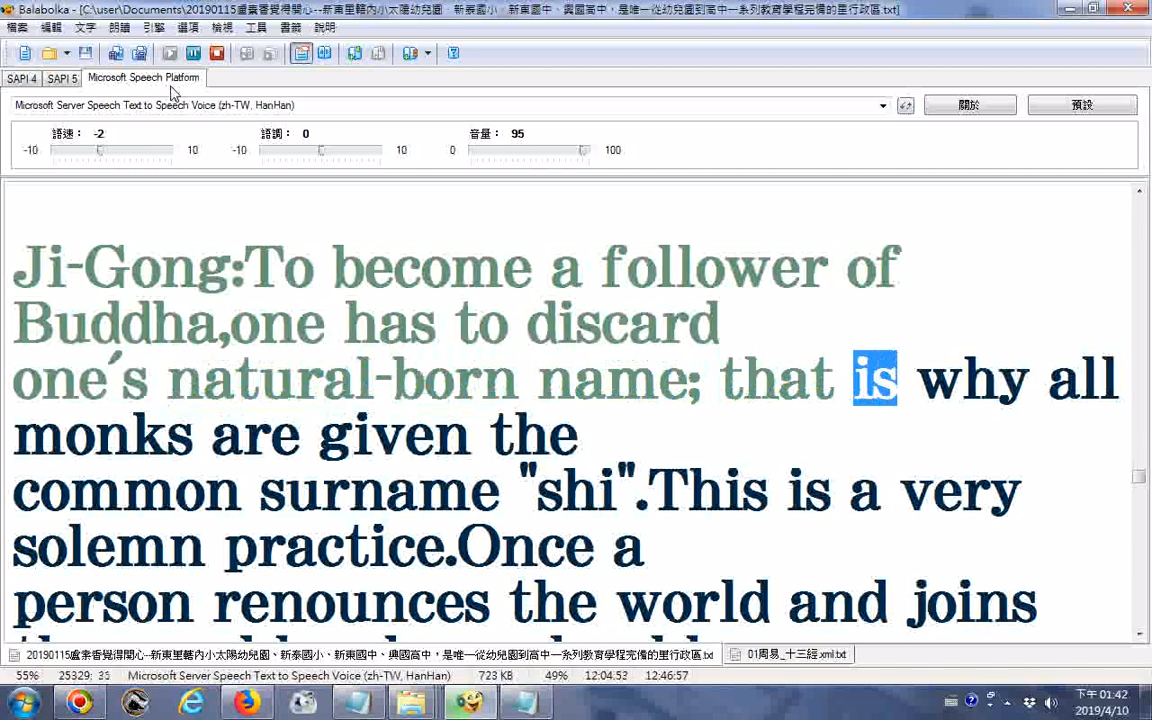 Balabolka - [C:\user\Documents\20190115盧素香覺得開心--新東里轄內小太陽幼兒園、新泰國小、新東國中、興國高中，是唯一從幼兒園到高中一系列教育學程完備的里行政區.txt]
檔案 編輯 文字 朗讀 引擎 選項 檢視 工具 書籤 說明
SAPI 4 SAPI 5 Microsoft Speech Platform
Microsoft Server Speech Text to Speech Voice (zh-TW, HanHan) 關於 預設
語速： -2 語調： 0 音量： 95
-10 10 -10 10 0 100
Ji-Gong:To become a follower of
Buddha,one has to discard
one´s natural-born name; that is why all
monks are given the
common surname "shi".This is a very
solemn practice.Once a
person renounces the world and joins
20190115盧素香覺得開心--新東里轄內小太陽幼兒園、新泰國小、新東國中、興國高中，是唯一從幼兒園到高中一系列教育學程完備的里行政區.txt 01周易_十三經.xml.txt
55% 25329: 33 Microsoft Server Speech Text to Speech Voice (zh-TW, HanHan) 723 KB 49% 12:04:53 12:46:57
下午 01:42
2019/4/10